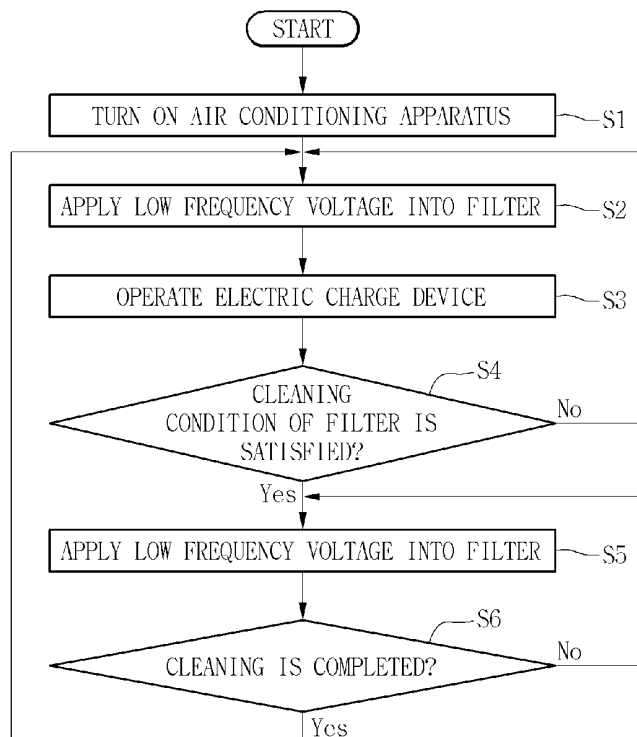 START
TURN ON AIR CONDITIONING APPARATUS
S1
APPLY LOW FREQUENCY VOLTAGE INTO FILTER
S2
OPERATE ELECTRIC CHARGE DEVICE
S3
S4
CLEANING
CONDITION OF FILTER IS
SATISFIED?
No
Yes
APPLY LOW FREQUENCY VOLTAGE INTO FILTER
S5
S6
CLEANING IS COMPLETED?
No
Yes